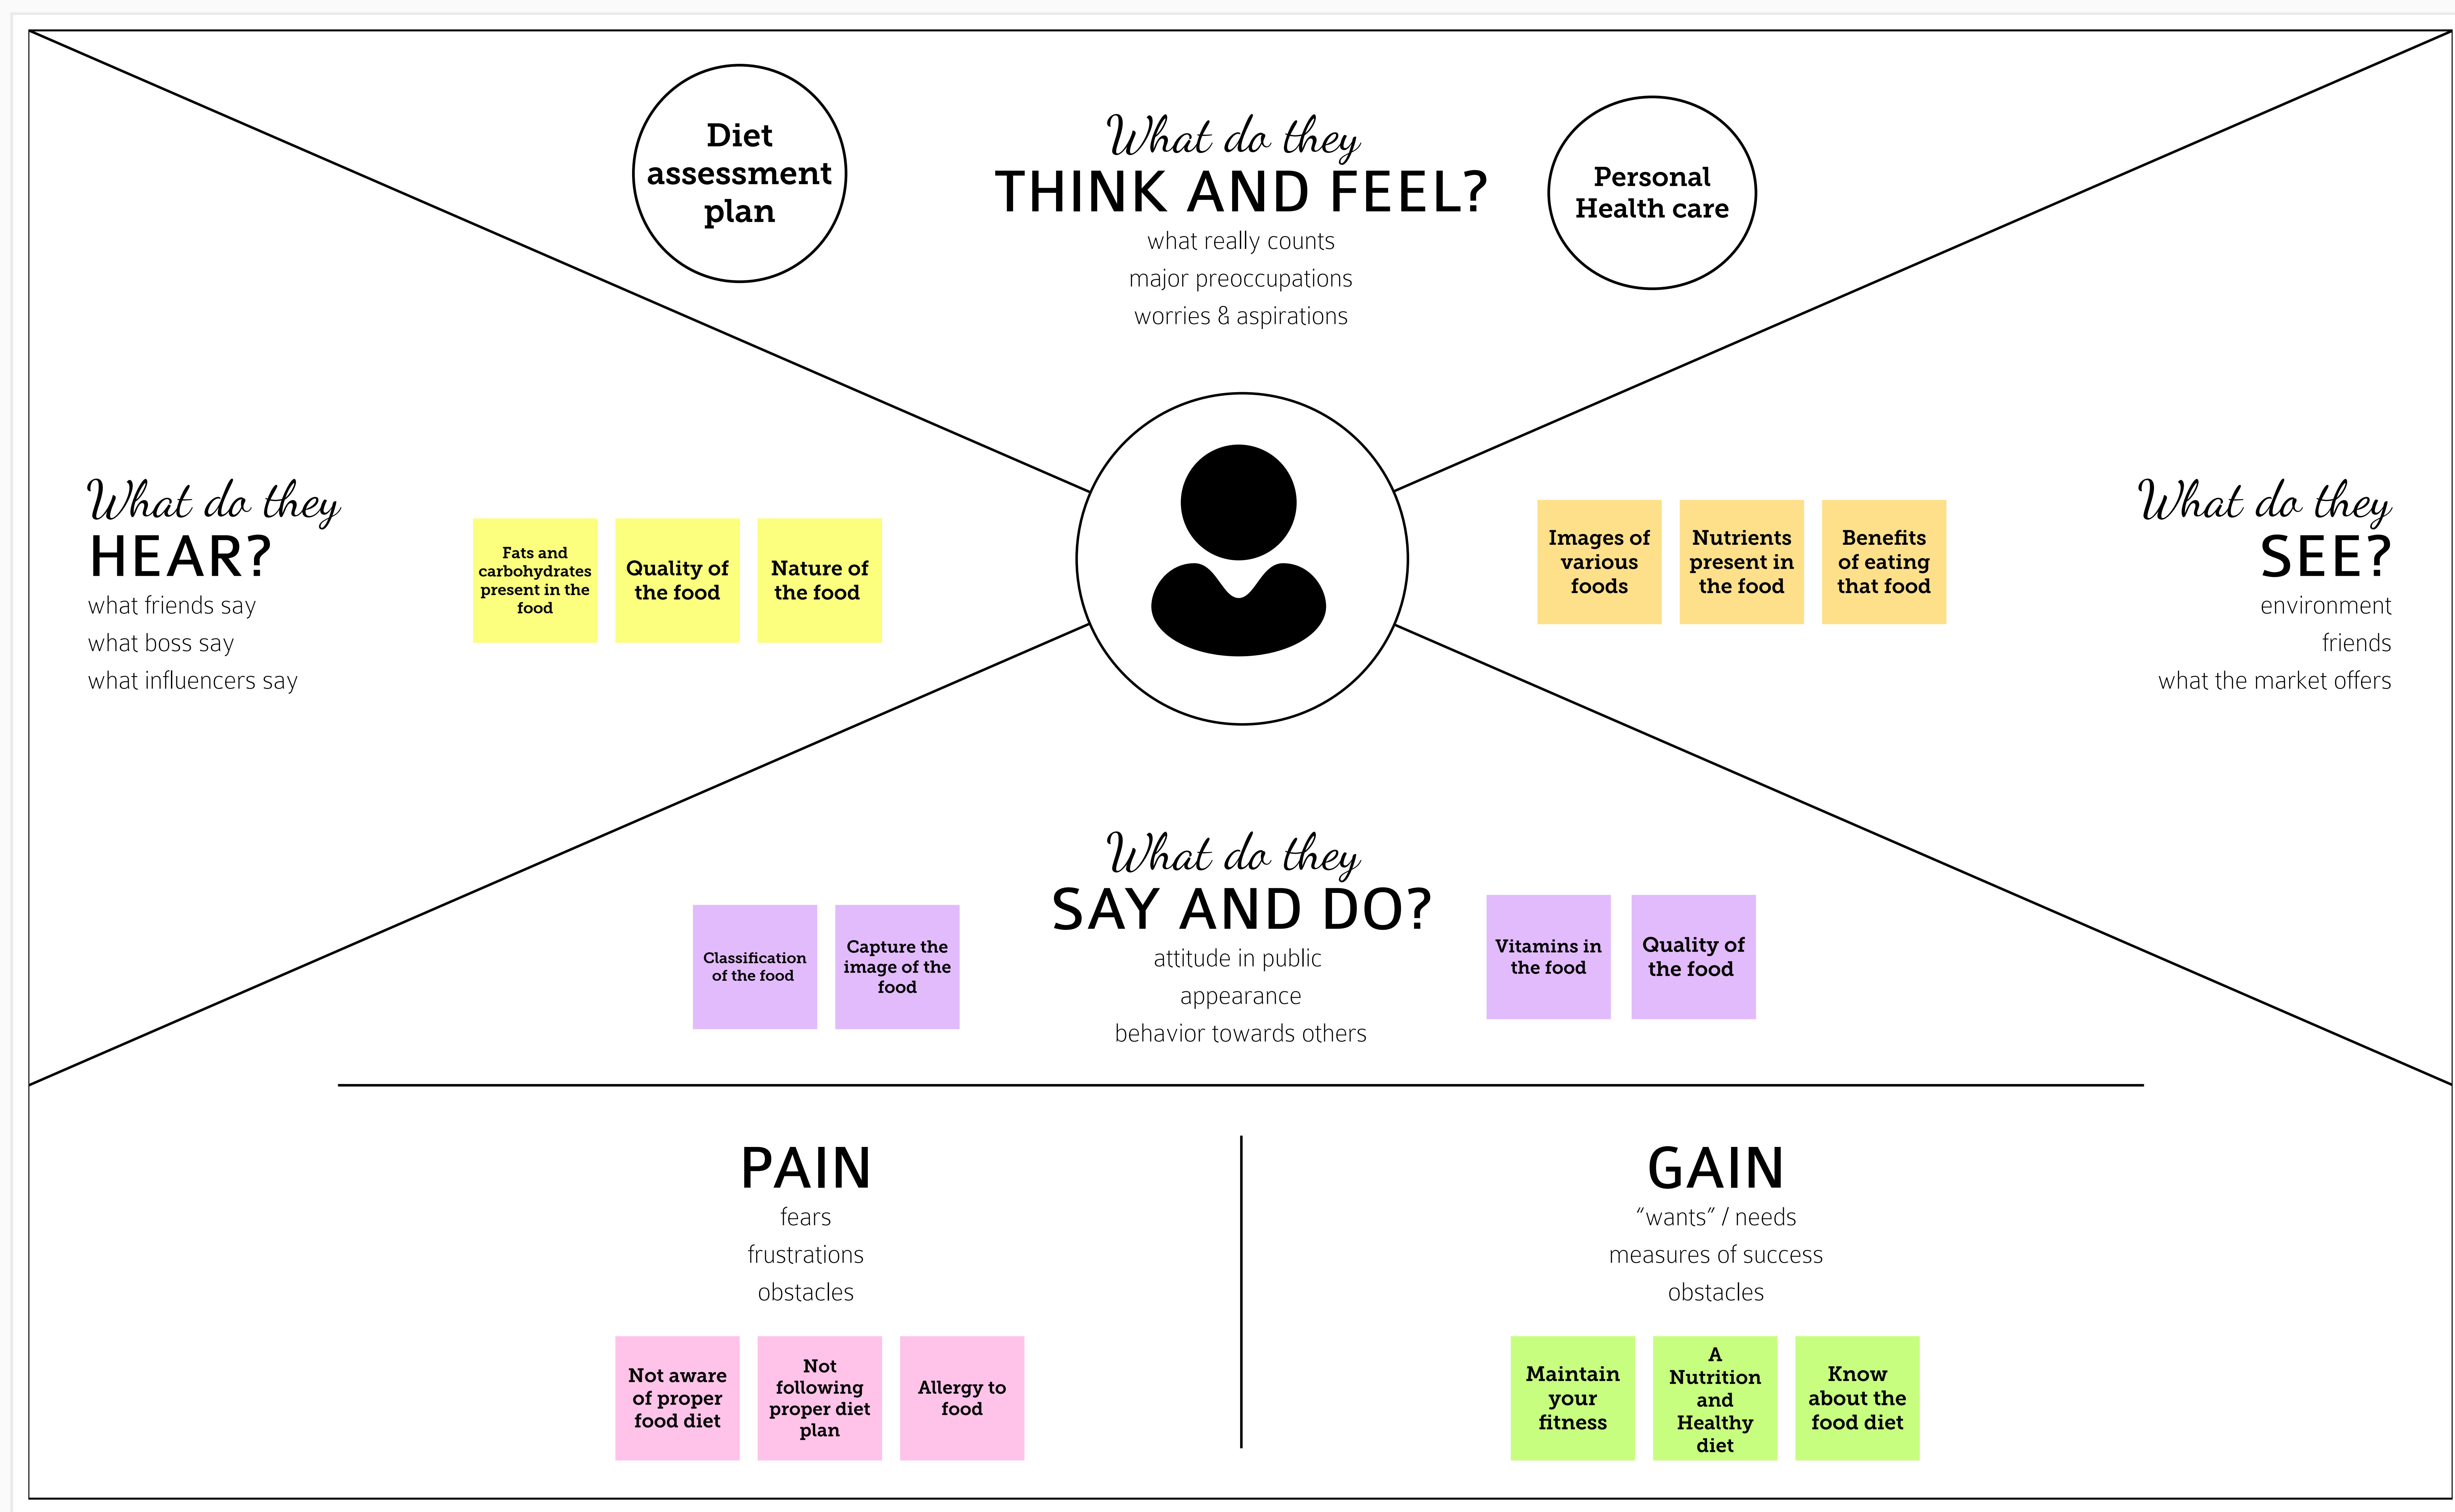 Diet
assessment
plan
What do they
THINK AND FEEL?
what really counts
major preoccupations
worries & aspirations
Personal
Health care
What do they
HEAR?
what friends say
what boss say
what influencers say
Fats and
carbohydrates
present in the
food
Quality of
the food
Nature of
the food
Images of
various
foods
Nutrients
present in
the food
Benefits
of eating
that food
What do they
SEE?
environment
friends
what the market offers
What do they
SAY AND DO?
attitude in public
appearance
behavior towards others
Classification
of the food
Capture the
image of the
food
Vitamins in
the food
Quality of
the food
PAIN
fears
frustrations
obstacles
Not aware
of proper
food diet
Not
following
proper diet
plan
Allergy to
food
GAIN
“wants” / needs
measures of success
obstacles
Maintain
your
fitness
A
Nutrition
and
Healthy
diet
Know
about the
food diet